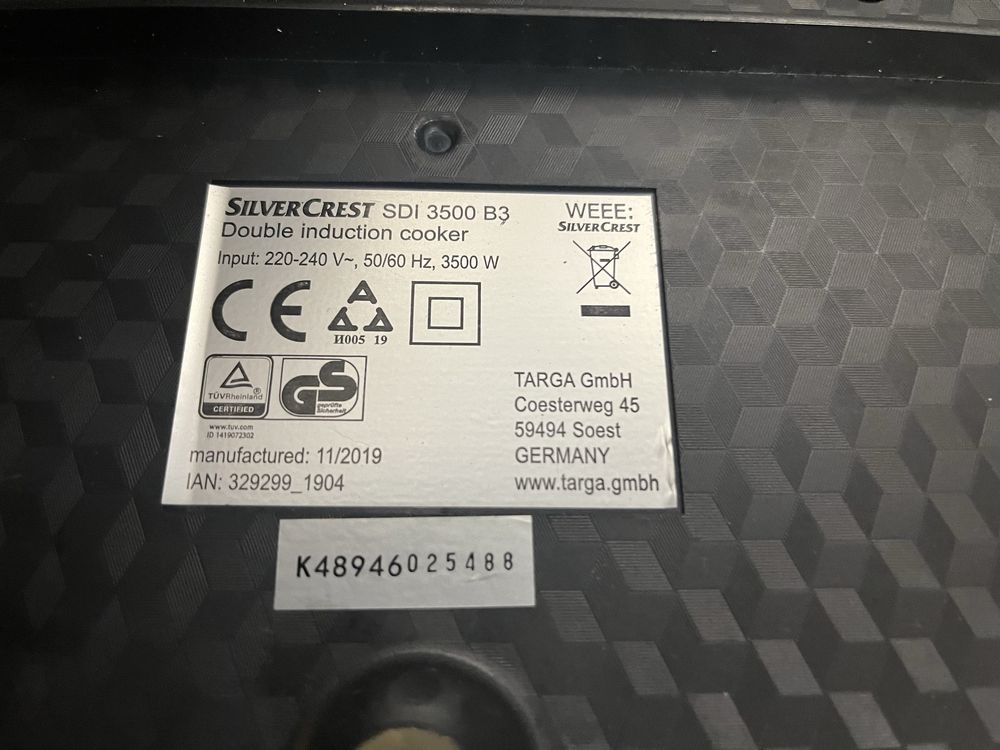 SILVERCREST SDI 3500 B3
Double induction cooker
Input: 220-240 V~, 50/60 Hz, 3500 W
WEEE:
SILVERCREST
CE
И005 19
TÜVRheinland®
CERTIFIED
GS
geprüfte
Sicherheit
www.tuv.com
ID 1419072302
manufactured: 11/2019
IAN: 329299_1904
TARGA GmbH
Coesterweg 45
59494 Soest
GERMANY
www.targa.gmbh
K48946025488